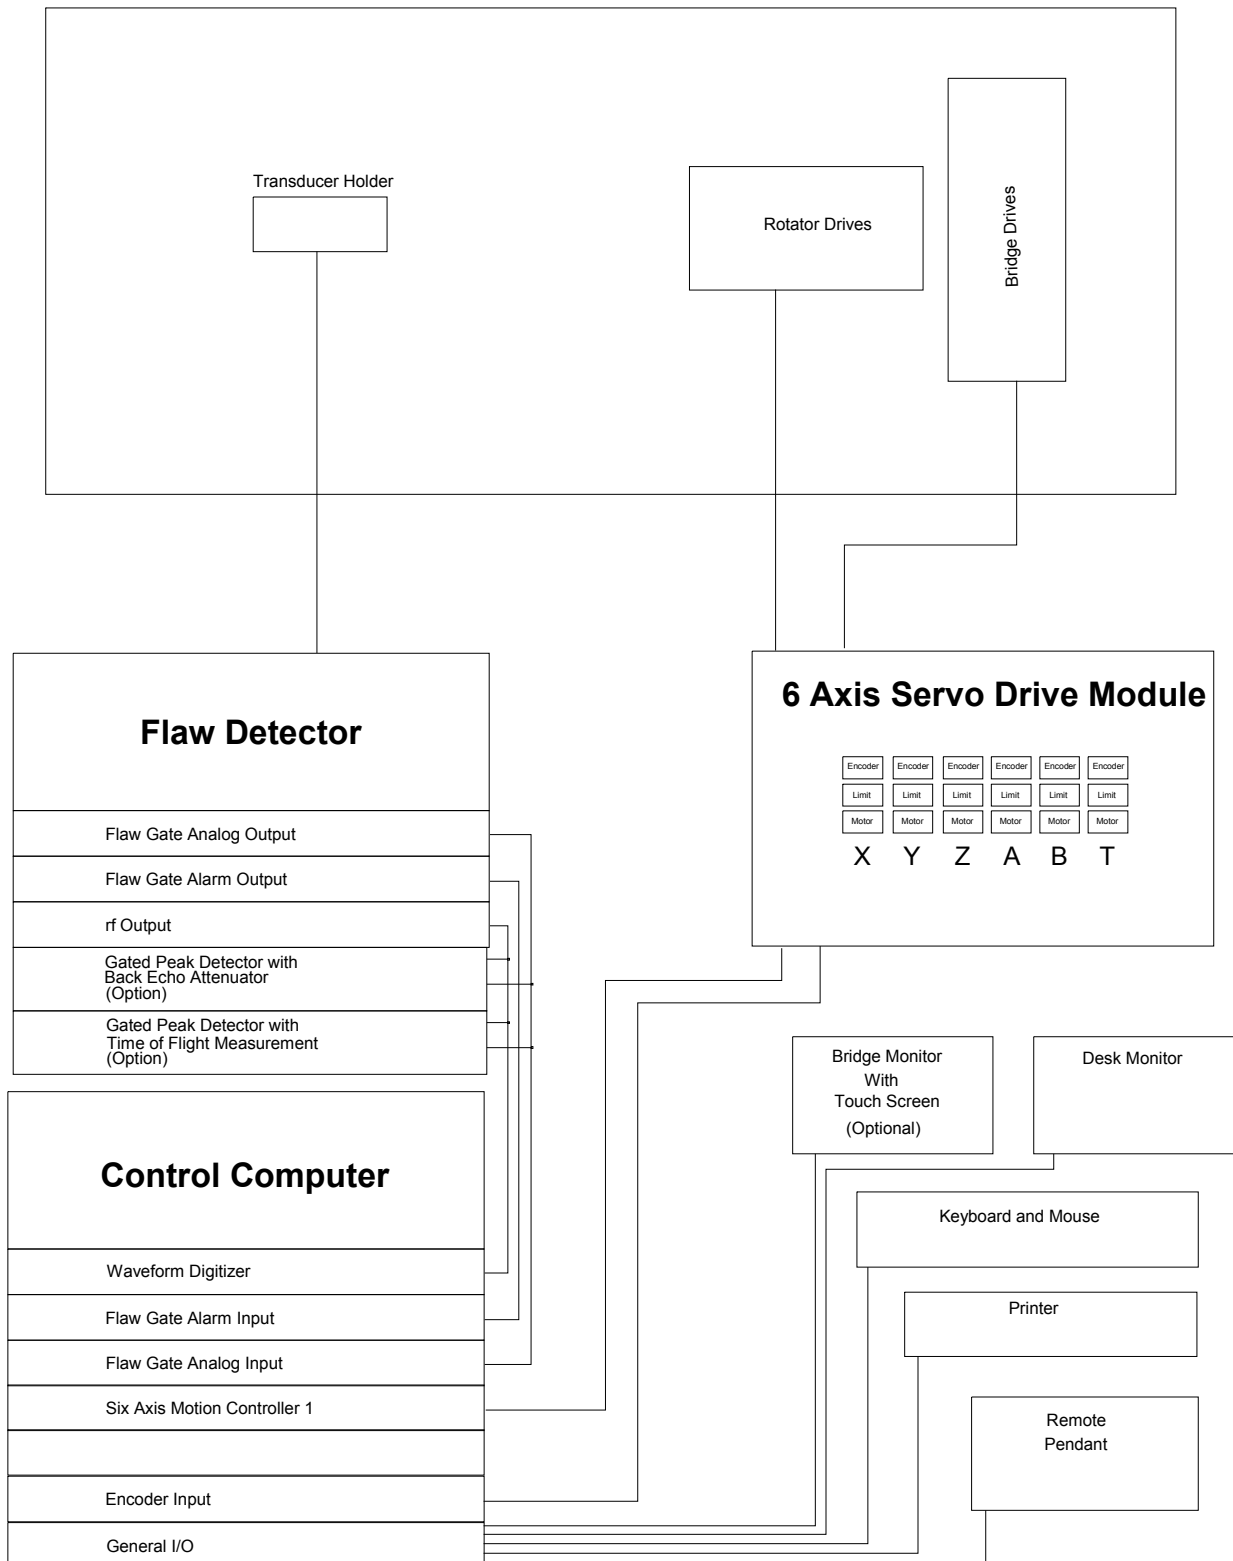 Transducer Holder
Rotator Drives
Bridge Drives
Flaw Detector
Flaw Gate Analog Output
Flaw Gate Alarm Output
rf Output
Gated Peak Detector with
Back Echo Attenuator
(Option)
Gated Peak Detector with
Time of Flight Measurement
(Option)
6 Axis Servo Drive Module
Encoder Encoder Encoder Encoder Encoder Encoder
Limit Limit Limit Limit Limit Limit
Motor Motor Motor Motor Motor Motor
X Y Z A B T
Control Computer
Waveform Digitizer
Flaw Gate Alarm Input
Flaw Gate Analog Input
Six Axis Motion Controller 1
Encoder Input
General I/O
Bridge Monitor
With
Touch Screen
(Optional)
Desk Monitor
Keyboard and Mouse
Printer
Remote
Pendant